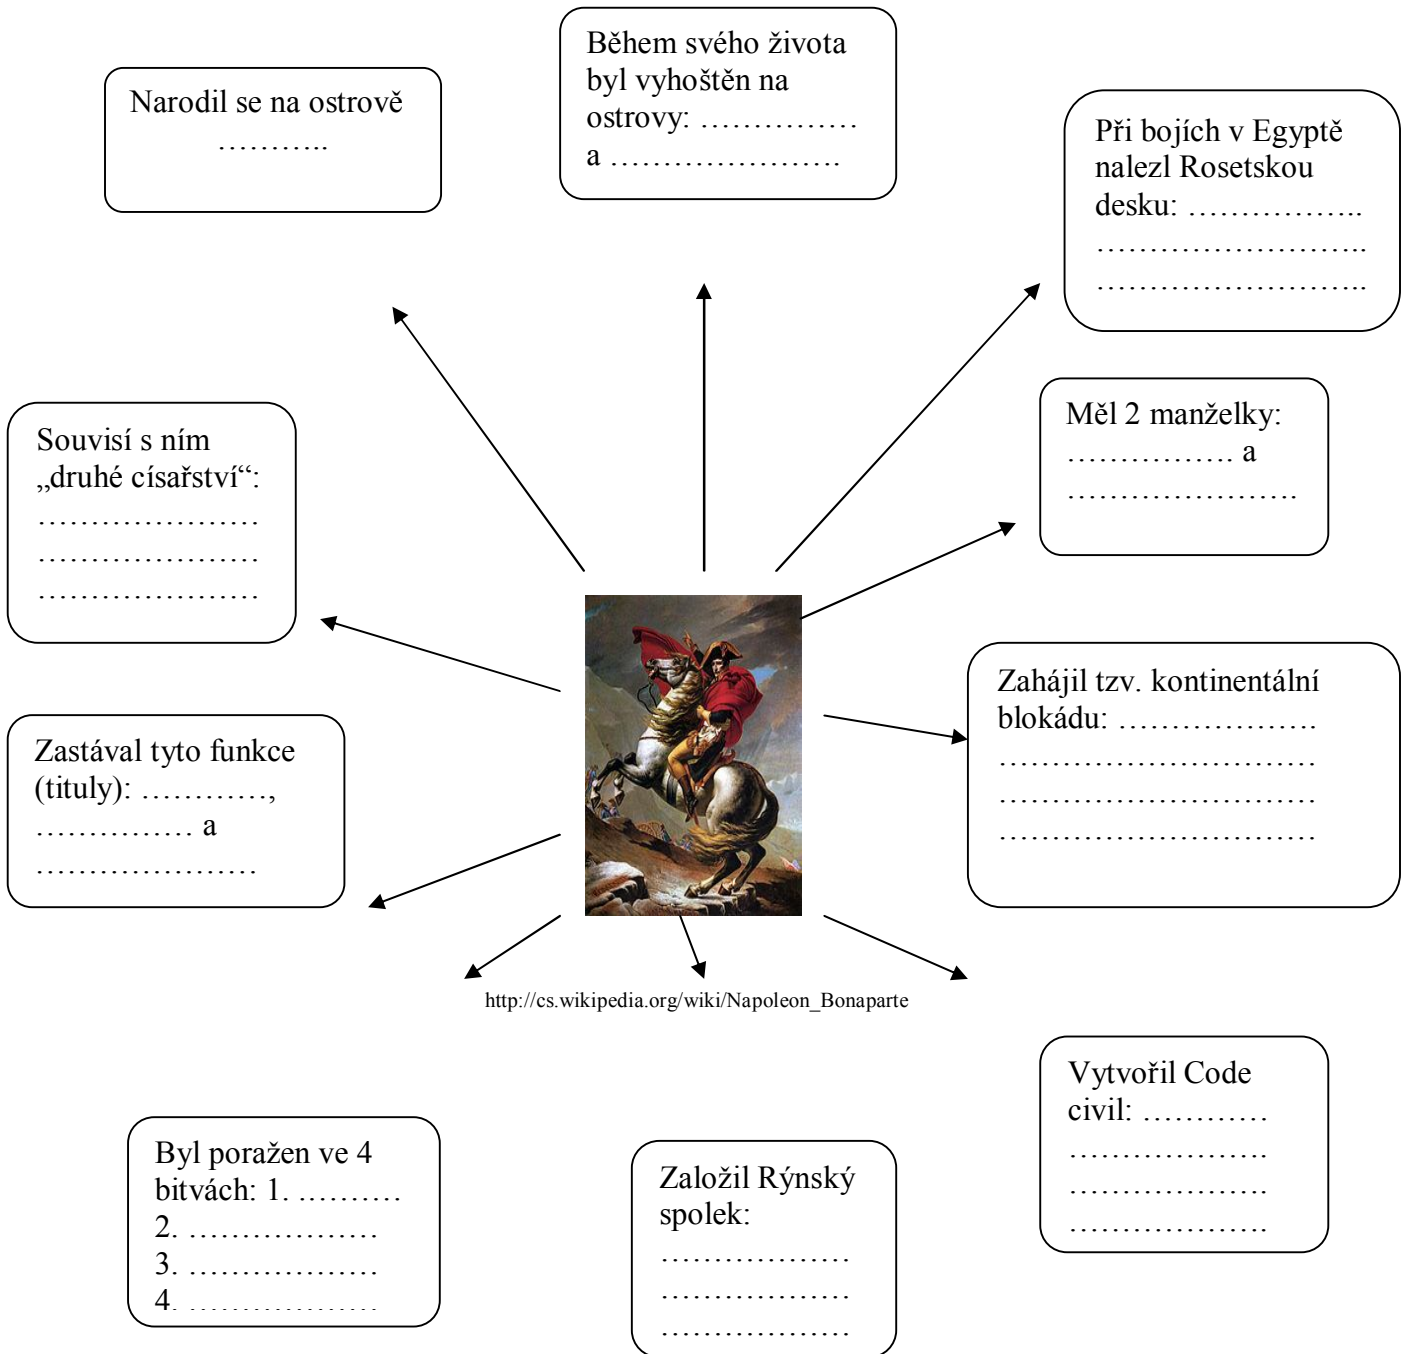 Narodil se na ostrově
………..
Během svého života
byl vyhoštěn na
ostrovy: ……………
a ………………….
Při bojích v Egyptě
nalezl Rosetskou
desku: ……………..
……………………..
……………………..
Souvisí s ním
„druhé císařství“:
…………………
…………………
…………………
Měl 2 manželky:
……………. a
………………….
Zastával tyto funkce
(tituly): …………,
…………… a
…………………
Zahájil tzv. kontinentální
blokádu: ……………….
…………………………
…………………………
…………………………
http://cs.wikipedia.org/wiki/Napoleon_Bonaparte
Byl poražen ve 4
bitvách: 1. ……….
2. ………………
3. ………………
4. ………………
Založil Rýnský
spolek:
………………
………………
………………
Vytvořil Code
civil: …………
……………….
……………….
……………….